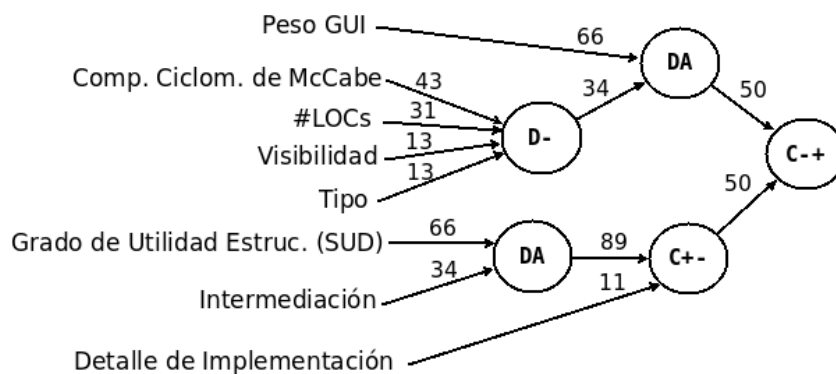 Peso GUI
66
DA
Comp. Ciclom. de McCabe
43
34
50
#LOCs
31
D-
Visibilidad
13
C-+
Tipo
13
50
Grado de Utilidad Estruc. (SUD)
66
DA
89
C+-
Intermediación
34
11
Detalle de Implementación